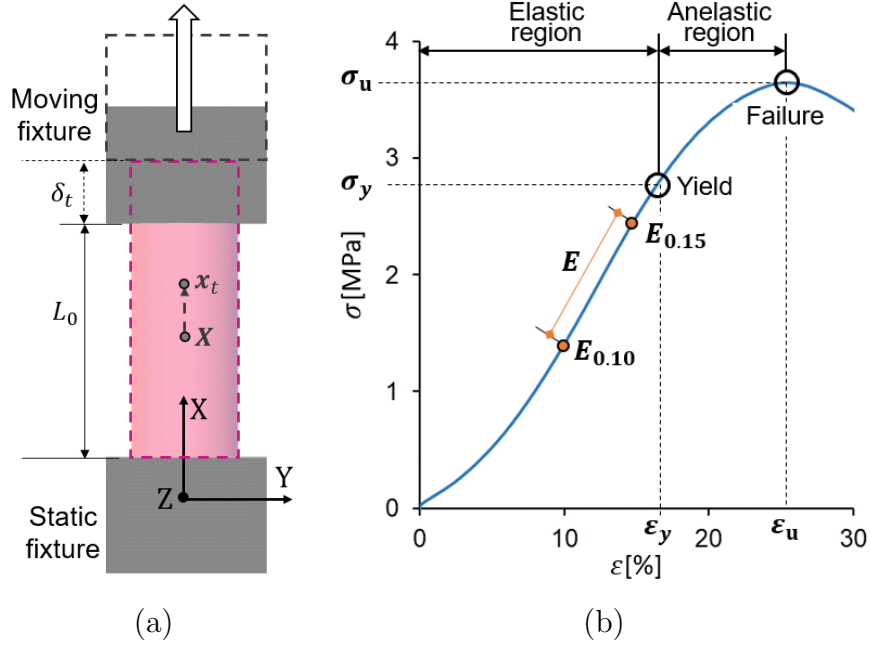 Moving
fixture
δt
L0
xt
X
X
Y
Z
Static
fixture
(a)
Elastic
region
Anelastic
region
4
σu
Failure
3
σy
Yield
E0.15
E
σ[MPa]
2
E0.10
1
0
0
10
εy
20
εu
30
ε[%]
(b)